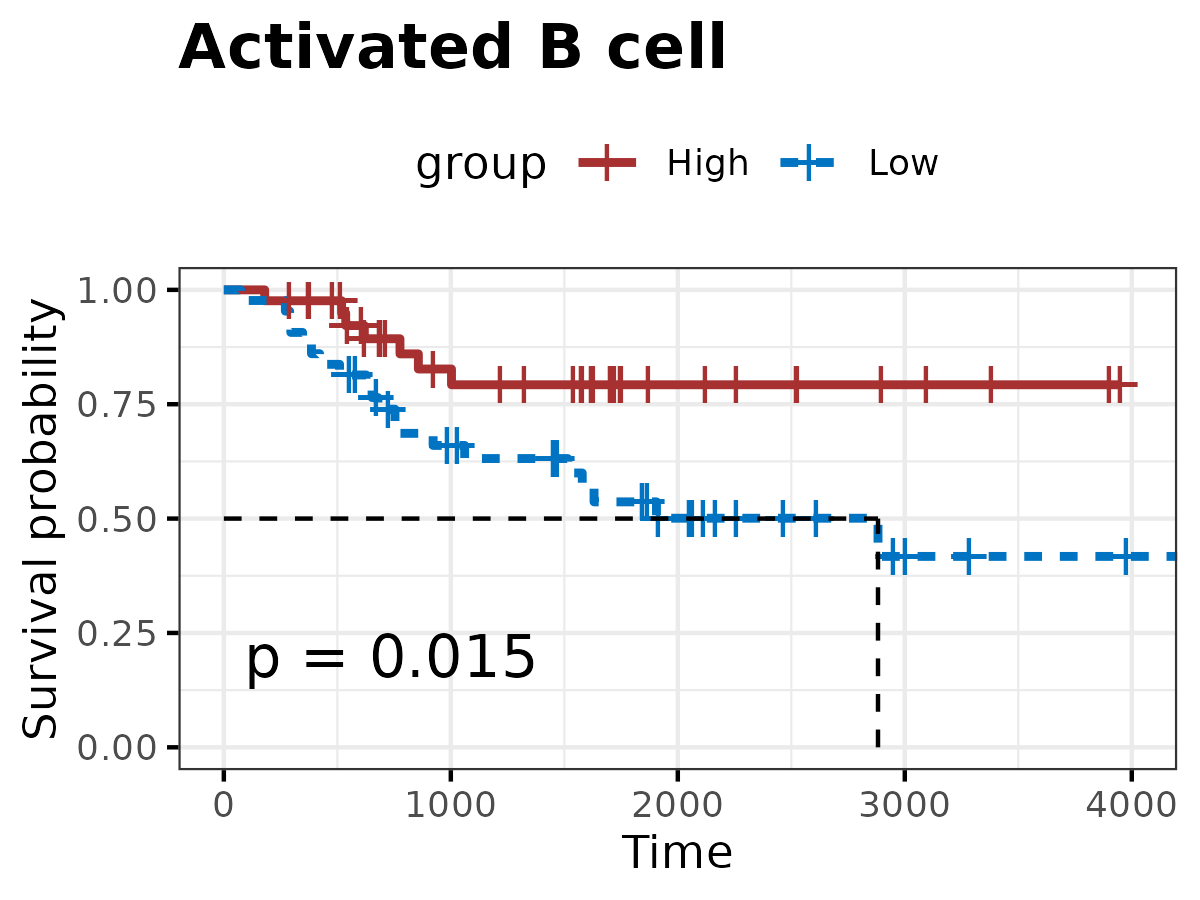 Activated B cell
group High Low
Survival probability
1.00
0.75
0.50
0.25
0.00
p = 0.015
0 1000 2000 3000 4000
Time